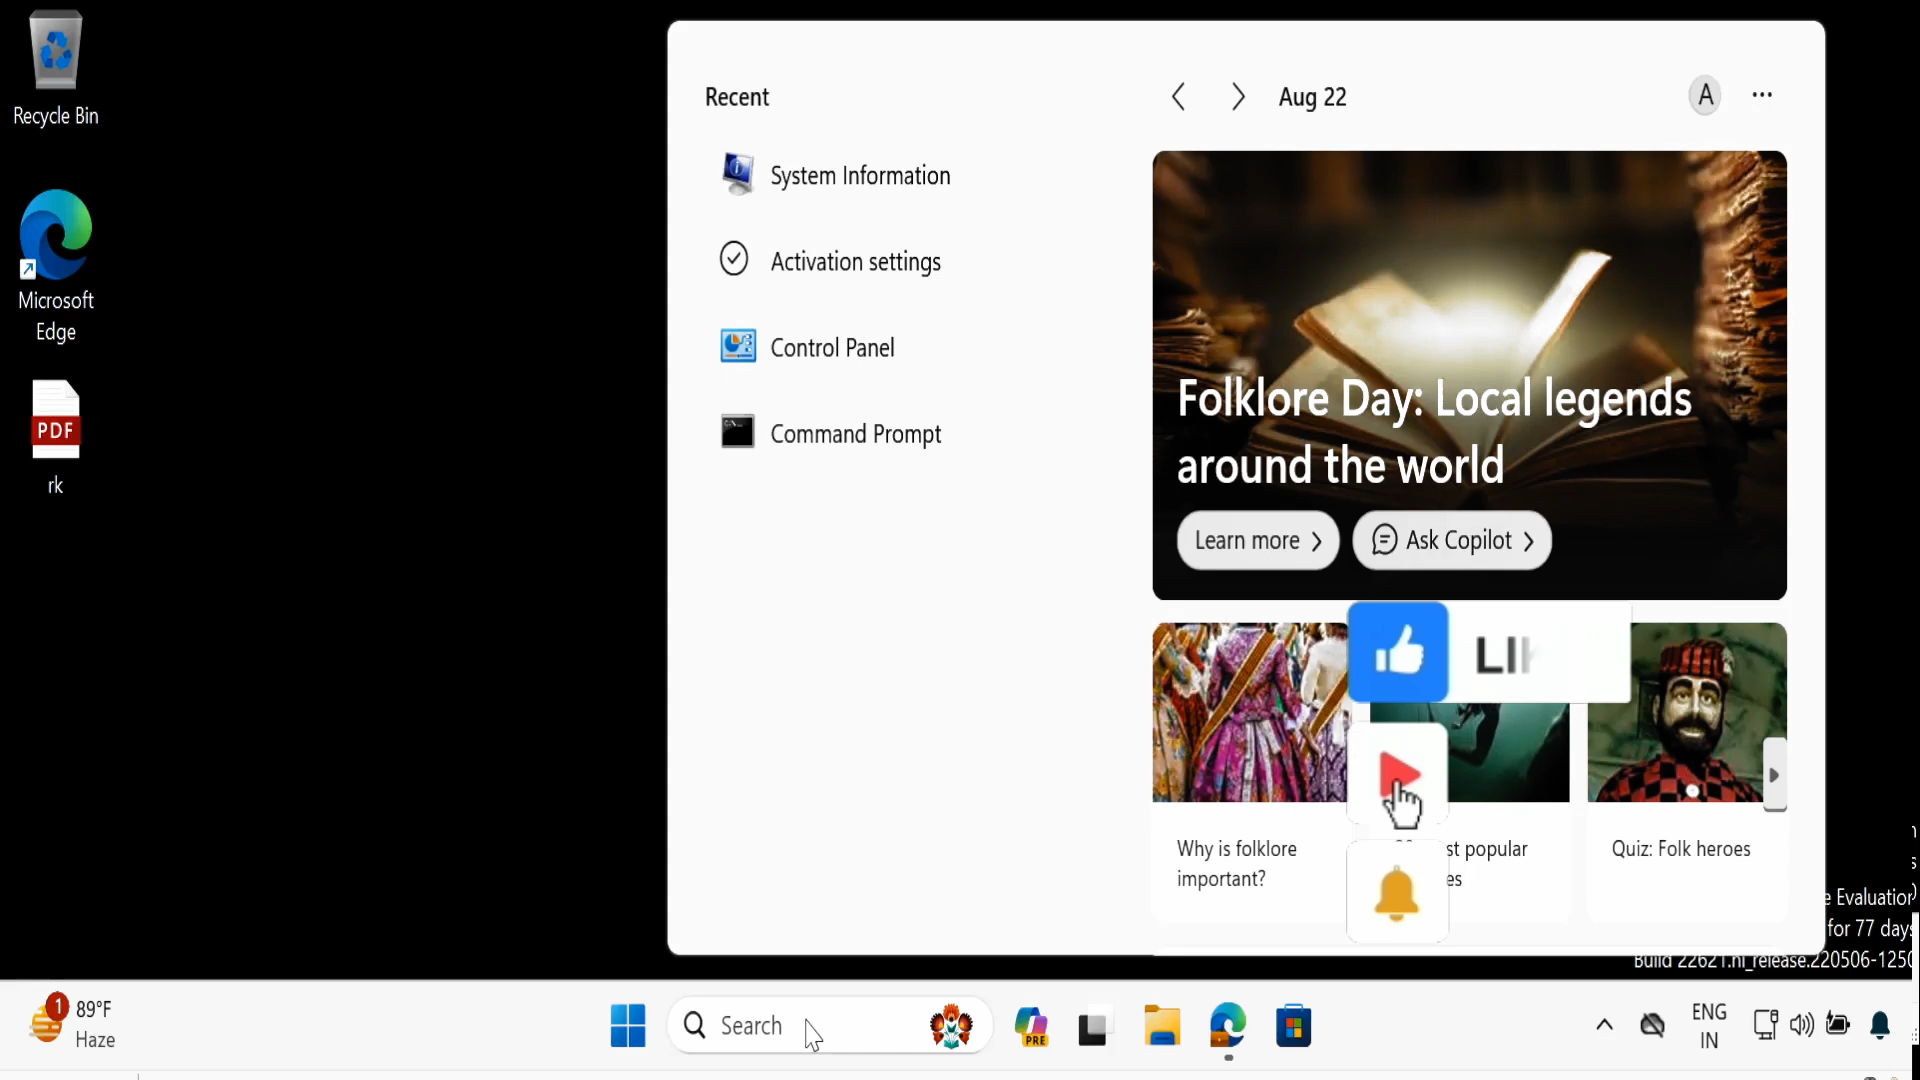 Recycle Bin
Microsoft
Edge
PDF
rk
Recent
System Information
Activation settings
Control Panel
Command Prompt
Aug 22
A
Folklore Day: Local legends
around the world
Learn more
Ask Copilot
LI
Why is folklore
important?
st popular
es
Quiz: Folk heroes
e Evaluation
for 77 days
Build 22621.ni_release.220506-1250
1
89°F
Haze
Search
PRE
ENG
IN